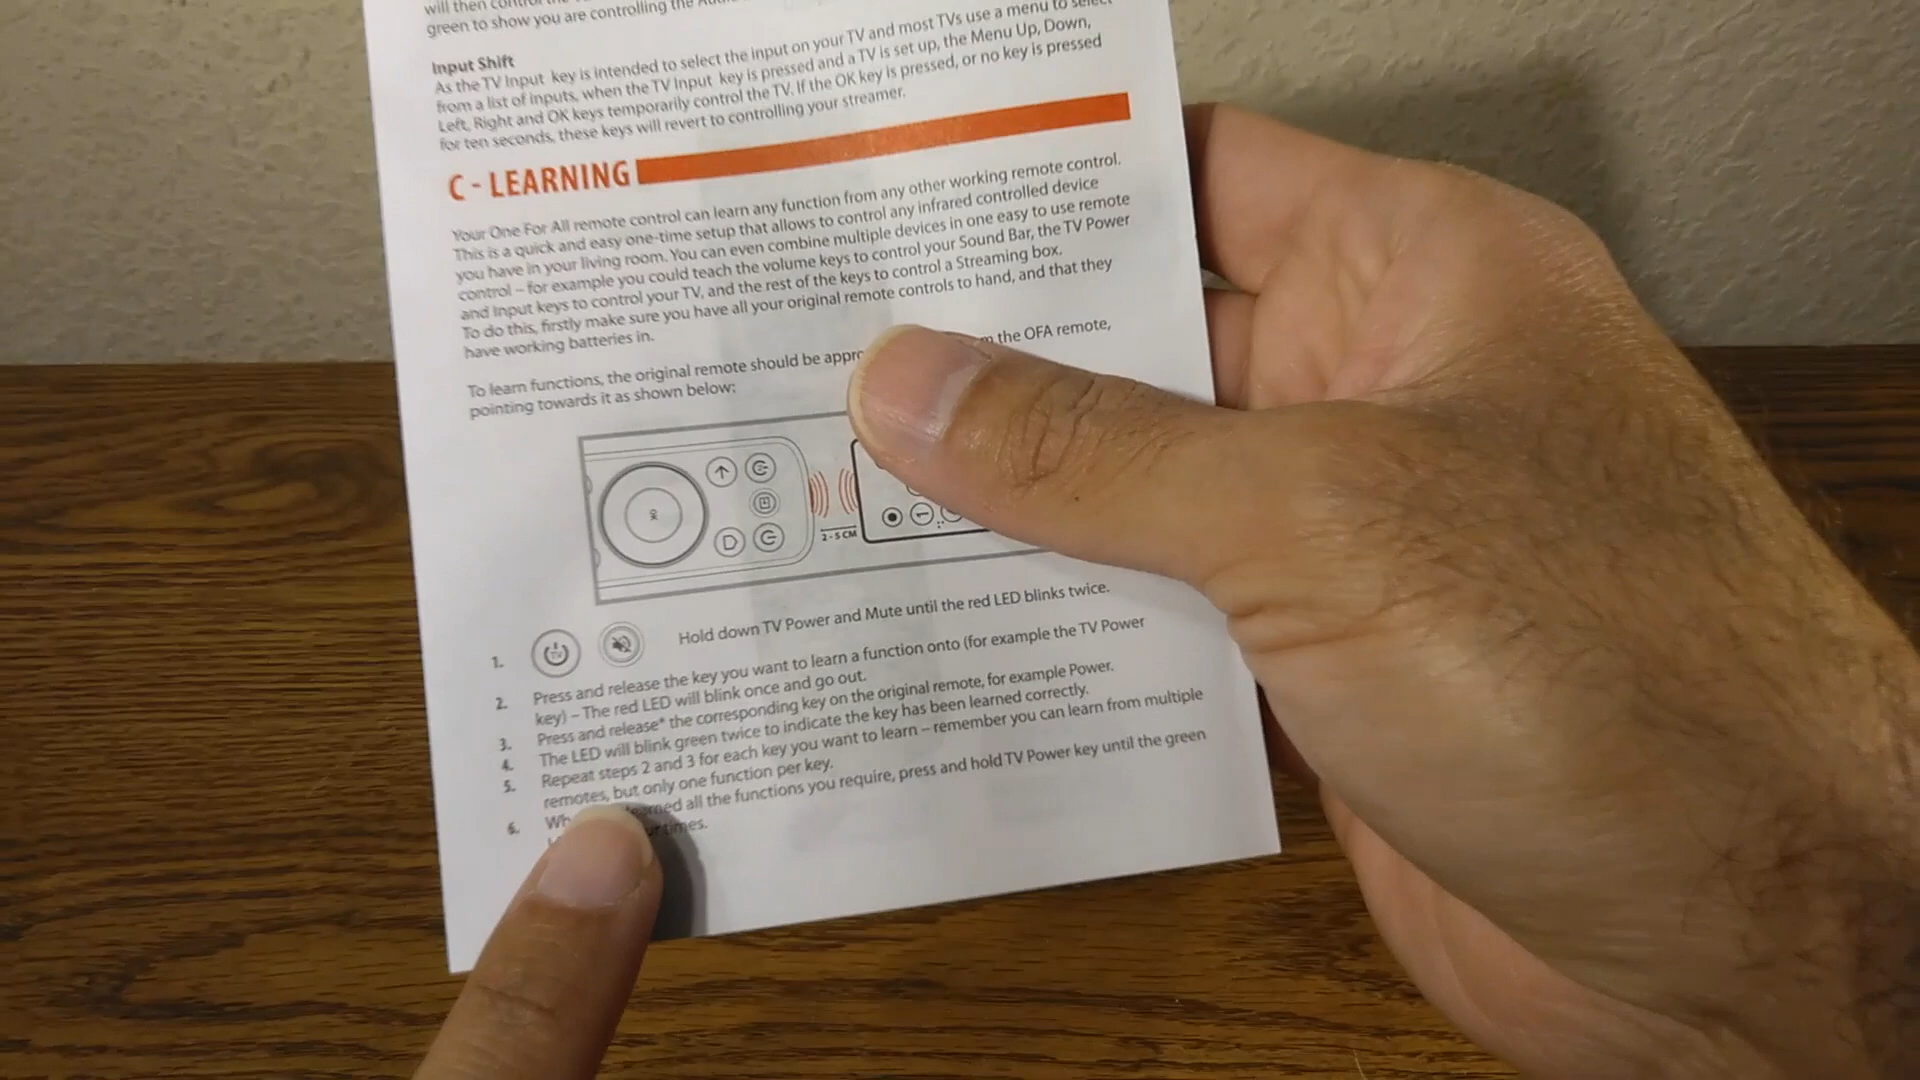 will then control the
green to show you are controlling the
Input Shift
As the TV Input key is intended to select the input on your TV and most TVs use a menu to select
from a list of inputs, when the TV Input key is pressed and a TV is set up, the Menu Up, Down,
Left, Right and OK keys temporarily control the TV. If the OK key is pressed, or no key is pressed
for ten seconds, these keys will revert to controlling your streamer.
C - LEARNING
Your One For All remote control can learn any function from any other working remote control.
This is a quick and easy one-time setup that allows to control any infrared controlled device
you have in your living room. You can even combine multiple devices in one easy to use remote
control – for example you could teach the volume keys to control your Sound Bar, the TV Power
and Input keys to control your TV, and the rest of the keys to control a Streaming box.
To do this, firstly make sure you have all your original remote controls to hand, and that they
have working batteries in.
To learn functions, the original remote should be the OFA remote,
pointing towards it as shown below:
2 - 5 CM
1. TV Hold down TV Power and Mute until the red LED blinks twice.
2. Press and release the key you want to learn a function onto (for example the TV Power
key) – The red LED will blink once and go out.
3. Press and release* the corresponding key on the original remote, for example Power.
4. The LED will blink green twice to indicate the key has been learned correctly.
5. Repeat steps 2 and 3 for each key you want to learn – remember you can learn from multiple
remotes, but only one function per key.
6. all the functions you require, press and hold TV Power key until the green
times.